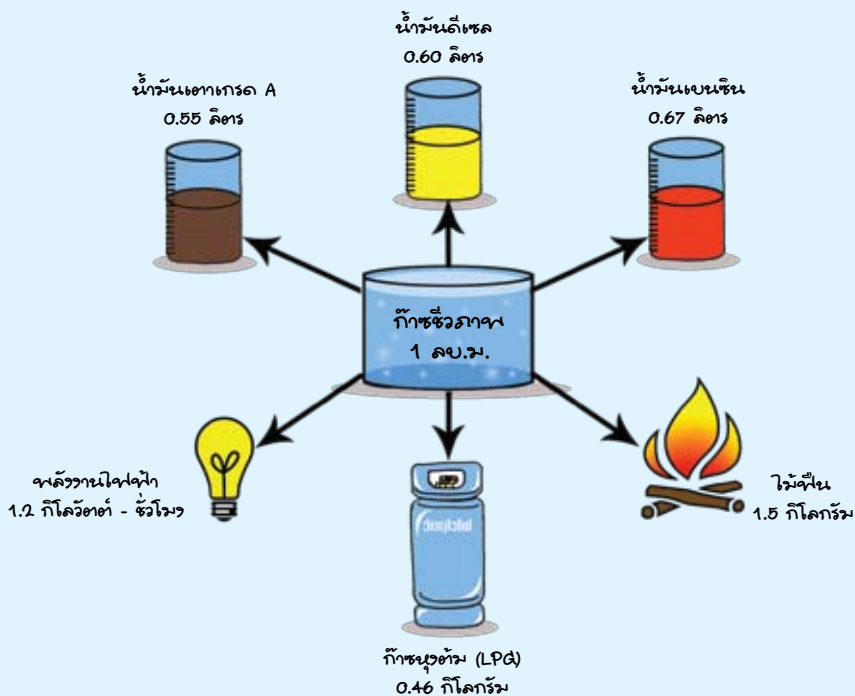 น้ำมันดีเซล
0.60 ลิตร
น้ำมันเตาเกรด A
0.55 ลิตร
น้ำมันเบนซิน
0.67 ลิตร
ก๊าซชีวภาพ
1 ลบ.ม.
พลังงานไฟฟ้า
1.2 กิโลวัตต์ - ชั่วโมง
ไม้ฟืน
1.5 กิโลกรัม
ก๊าซหุงต้ม (LPG)
0.46 กิโลกรัม